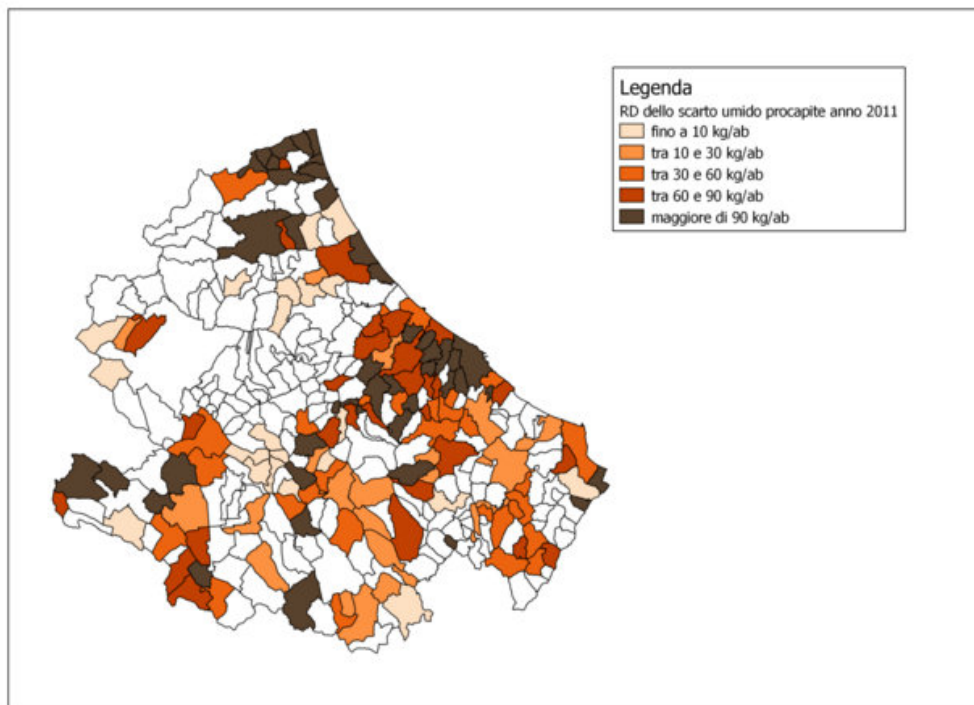 Legenda
RD dello scarto umido procapite anno 2011
fino a 10 kg/ab
tra 10 e 30 kg/ab
tra 30 e 60 kg/ab
tra 60 e 90 kg/ab
maggiore di 90 kg/ab